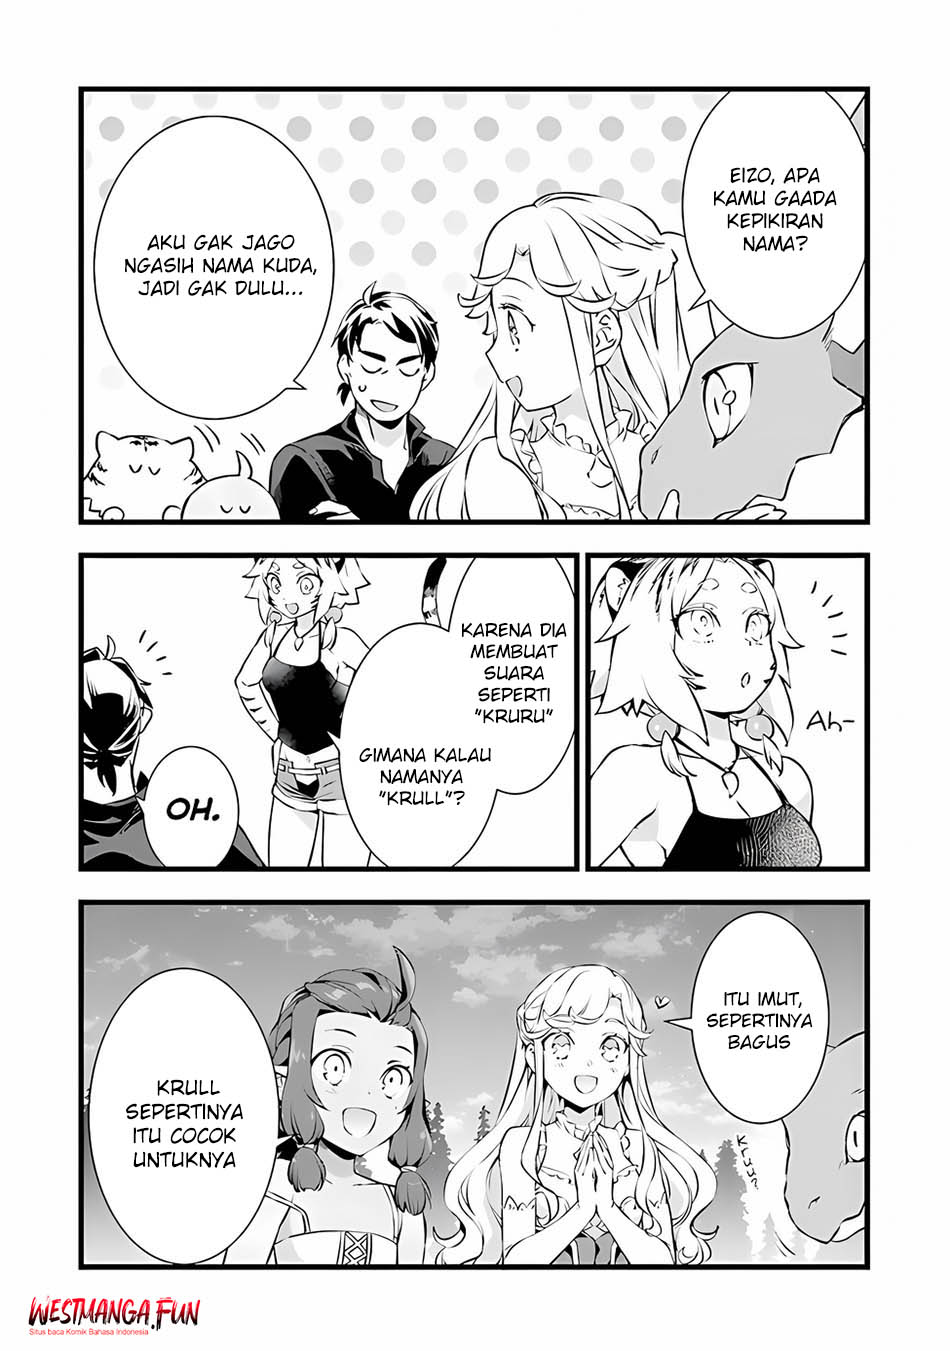 EIZO, APA
KAMU GAADA
KEPIKIRAN
NAMA?
AKU GAK JAGO
NGASIH NAMA KUDA,
JADI GAK DULU...
Ah-
KARENA DIA
MEMBUAT
SUARA
SEPERTI
"KRURU"
GIMANA KALAU
NAMANYA
"KRULL"?
OH.
ITU IMUT,
SEPERTINYA
BAGUS
Kruu?
KRULL
SEPERTINYA
ITU COCOK
UNTUKNYA
WESTMANGA.FUN
Situs baca Komik Bahasa Indonesia